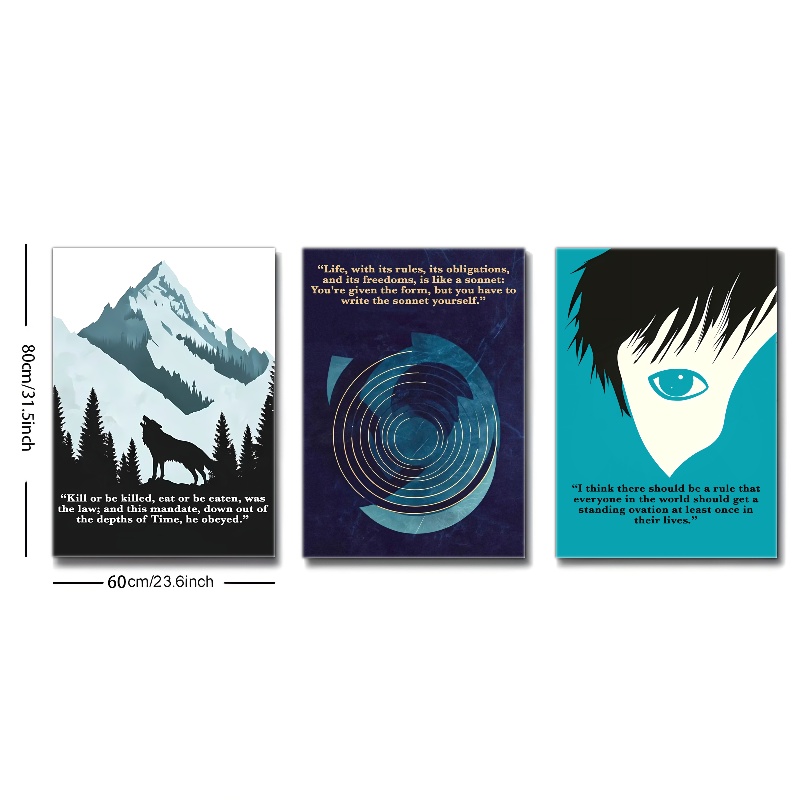 80cm/31.5inch
“Kill or be killed, eat or be eaten, was
the law; and this mandate, down out of
the depths of Time, he obeyed.”
60cm/23.6inch
“Life, with its rules, its obligations,
and its freedoms, is like a sonnet:
You're given the form, but you have to
write the sonnet yourself.”
“I think there should be a rule that
everyone in the world should get a
standing ovation at least once in
their lives.”